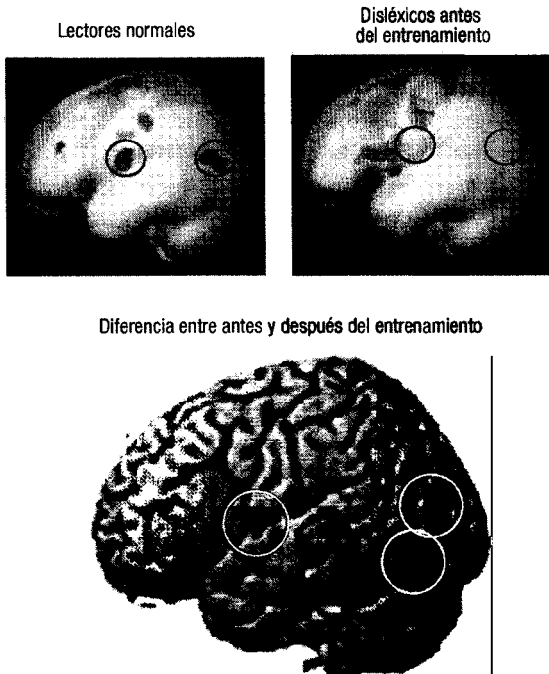 Lectores normales
Disléxicos antes
del entrenamiento
Diferencia entre antes y después del entrenamiento